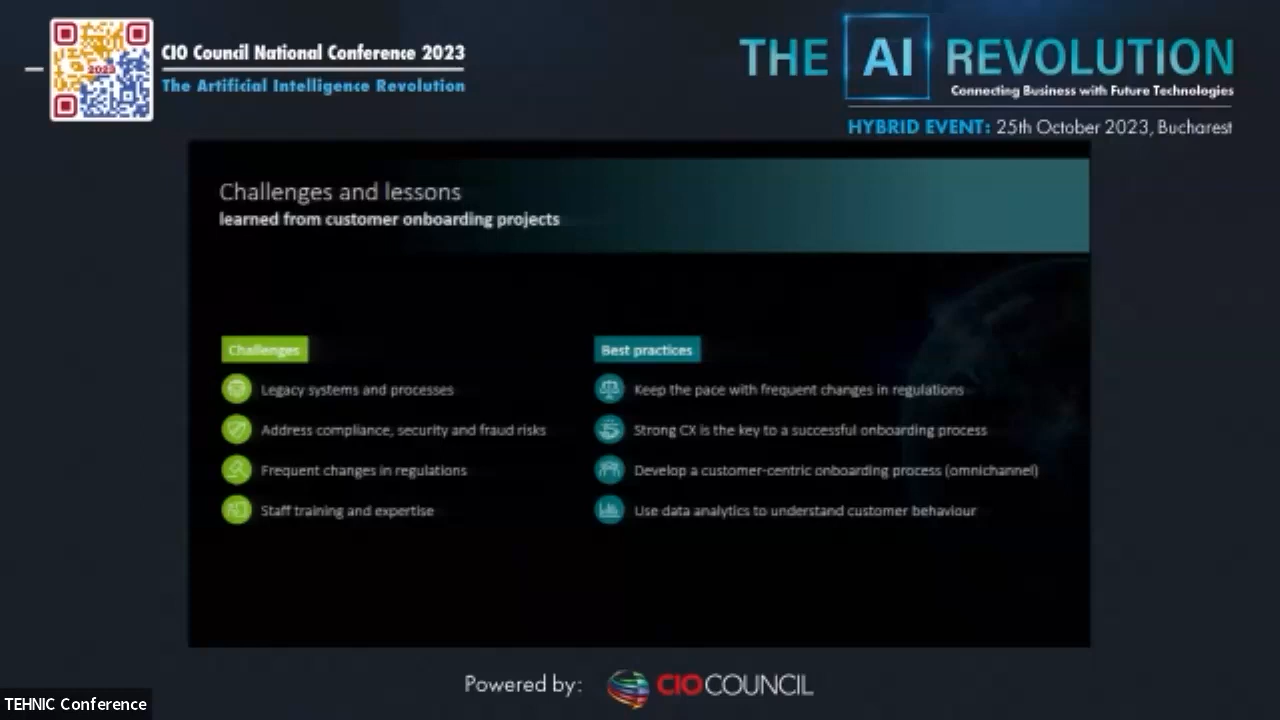 2023
CIO Council National Conference 2023
The Artificial Intelligence Revolution
THE AI REVOLUTION
Connecting Business with Future Technologies
HYBRID EVENT: 25th October 2023, Bucharest
Challenges and lessons
learned from customer onboarding projects
Challenges
Legacy systems and processes
Address compliance, security and fraud risks
Frequent changes in regulations
Staff training and expertise
Best practices
Keep the pace with frequent changes in regulations
Strong CX is the key to a successful onboarding process
Develop a customer-centric onboarding process (omnichannel)
Use data analytics to understand customer behaviour
Powered by: CIO COUNCIL
TEHNIC Conference